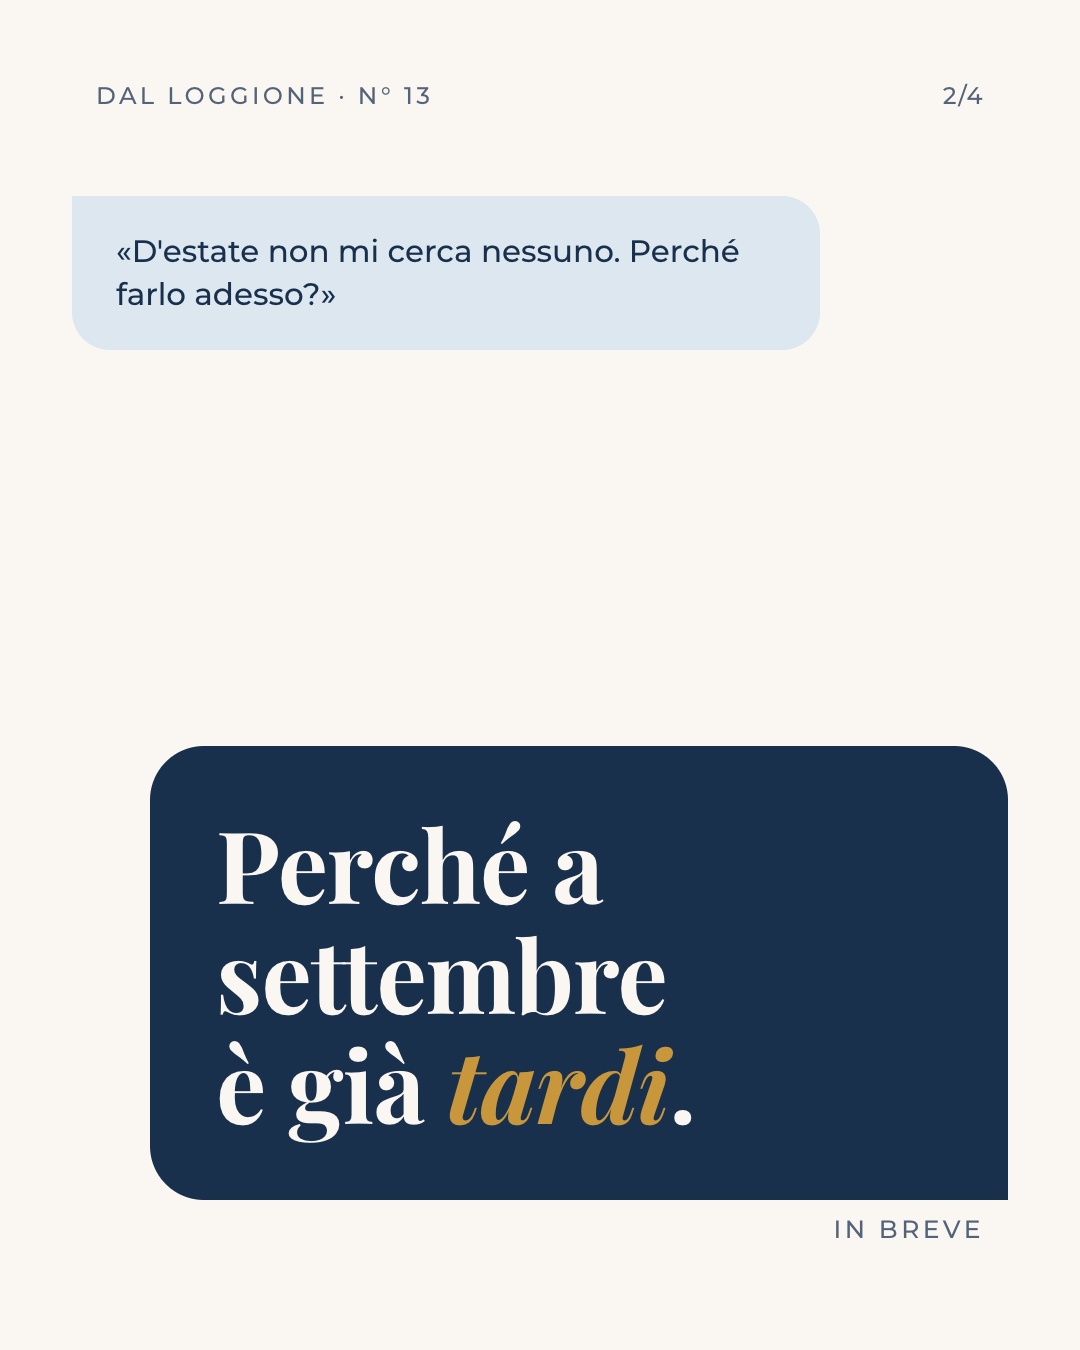 DAL LOGGIONE · N° 13
2/4
«D'estate non mi cerca nessuno. Perché
farlo adesso?»
Perché a
settembre
è già tardi.
IN BREVE